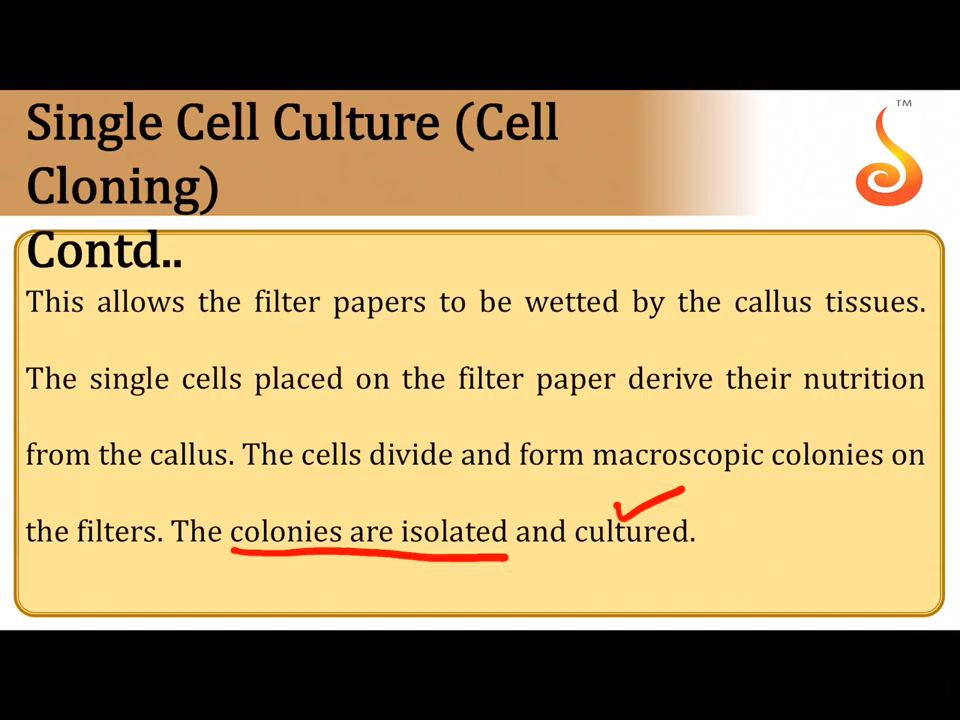 Single Cell Culture (Cell
Cloning)
Contd..
TM
This allows the filter papers to be wetted by the callus tissues.
The single cells placed on the filter paper derive their nutrition
from the callus. The cells divide and form macroscopic colonies on
the filters. The colonies are isolated and cultured.